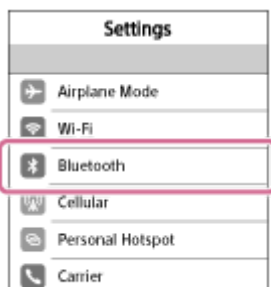 Settings
Airplane Mode
Wi-Fi
Bluetooth
Cellular
Personal Hotspot
Carrier